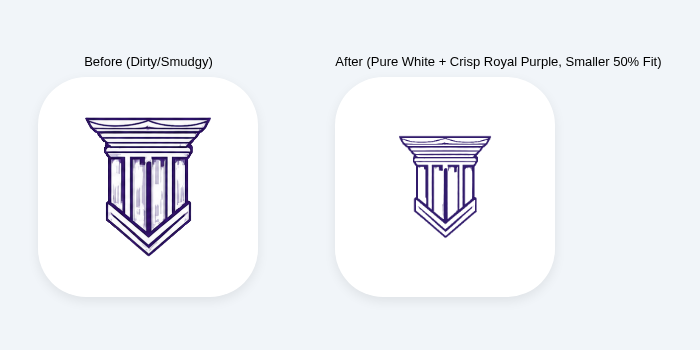 Before (Dirty/Smudgy)
After (Pure White + Crisp Royal Purple, Smaller 50% Fit)